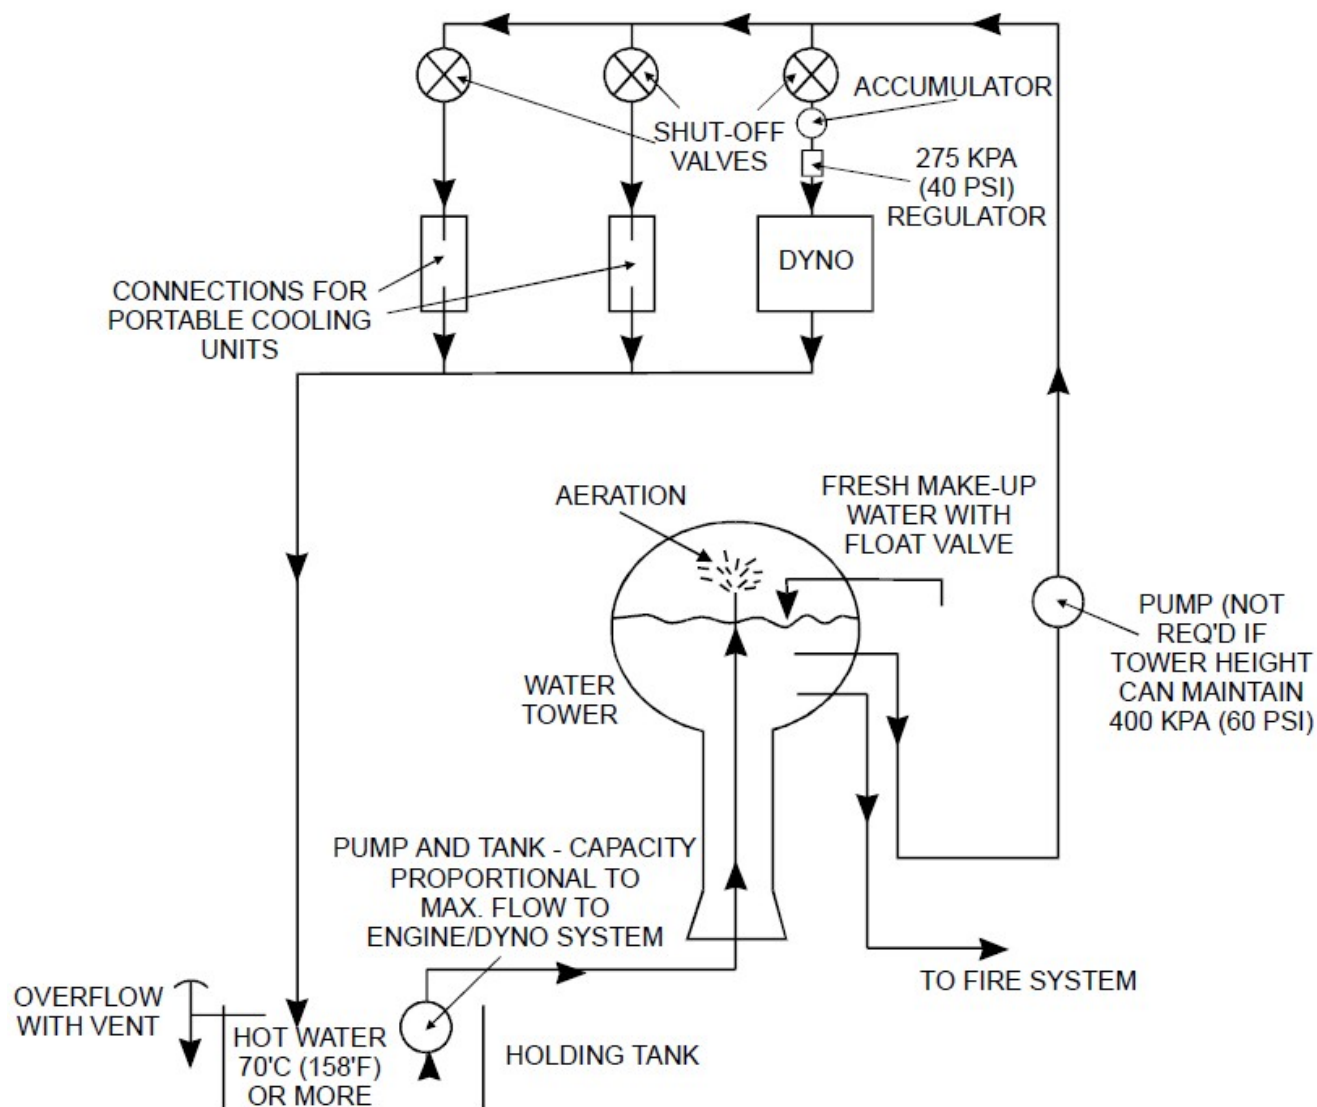 ACCUMULATOR
SHUT-OFF
VALVES
275 KPA
(40 PSI)
REGULATOR
DYNO
CONNECTIONS FOR
PORTABLE COOLING
UNITS
AERATION
FRESH MAKE-UP
WATER WITH
FLOAT VALVE
PUMP (NOT
REQ'D IF
TOWER HEIGHT
CAN MAINTAIN
400 KPA (60 PSI)
WATER
TOWER
PUMP AND TANK - CAPACITY
PROPORTIONAL TO
MAX. FLOW TO
ENGINE/DYNO SYSTEM
TO FIRE SYSTEM
OVERFLOW
WITH VENT
HOT WATER
70'C (158'F)
OR MORE
HOLDING TANK